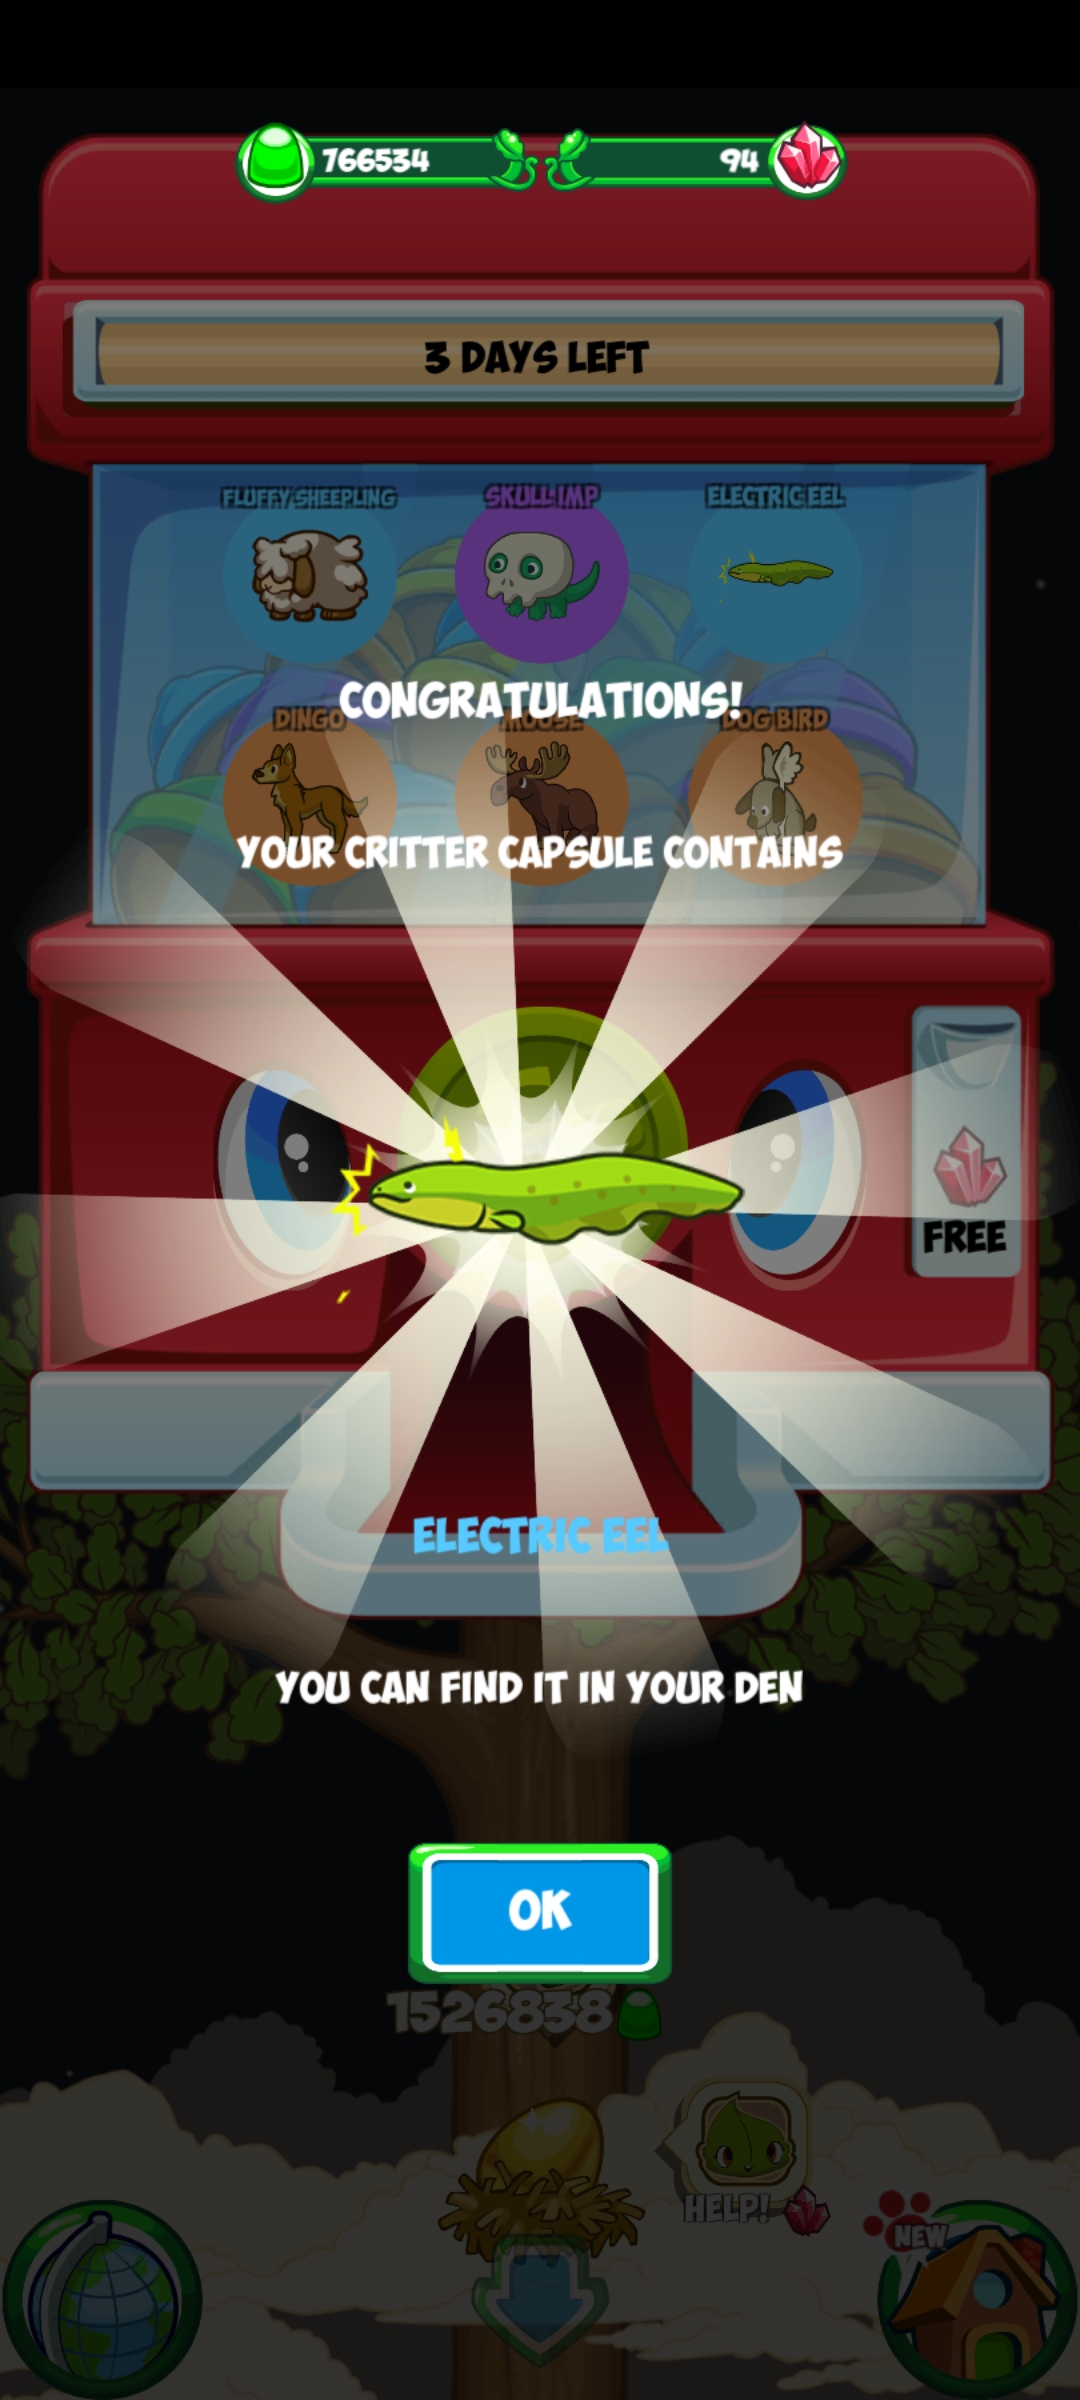 766534
94
3 DAYS LEFT
FLUFFY SHEEPLING
SKULL IMP
ELECTRIC EEL
CONGRATULATIONS!
DINGO
MOOSE
DOG BIRD
YOUR CRITTER CAPSULE CONTAINS
FREE
ELECTRIC EEL
YOU CAN FIND IT IN YOUR DEN
OK
1526838
HELP!
NEW